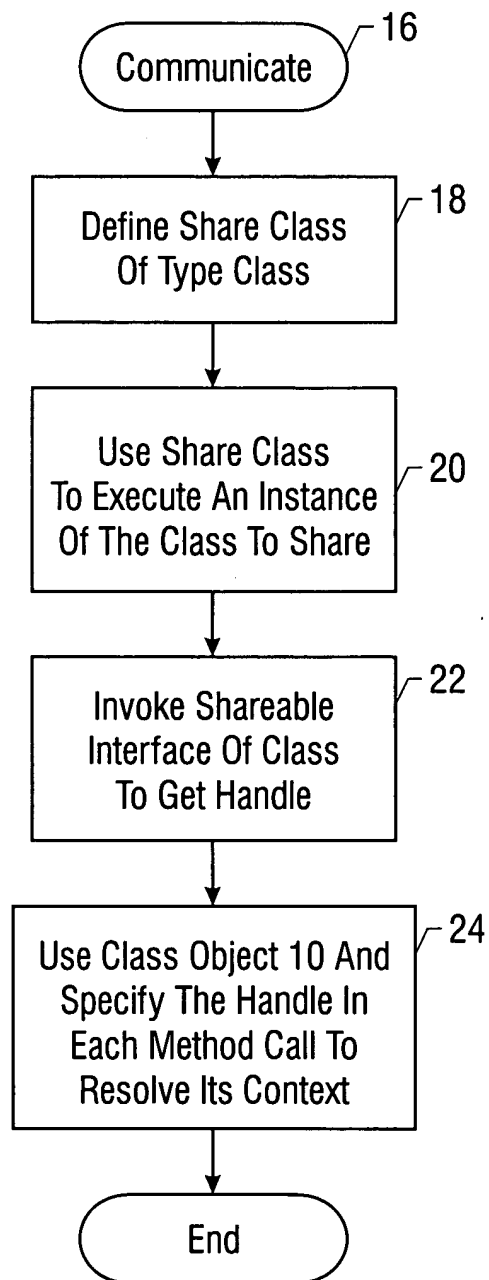 16
Communicate
18
Define Share Class
Of Type Class
20
Use Share Class
To Execute An Instance
Of The Class To Share
22
Invoke Shareable
Interface Of Class
To Get Handle
24
Use Class Object 10 And
Specify The Handle In
Each Method Call To
Resolve Its Context
End